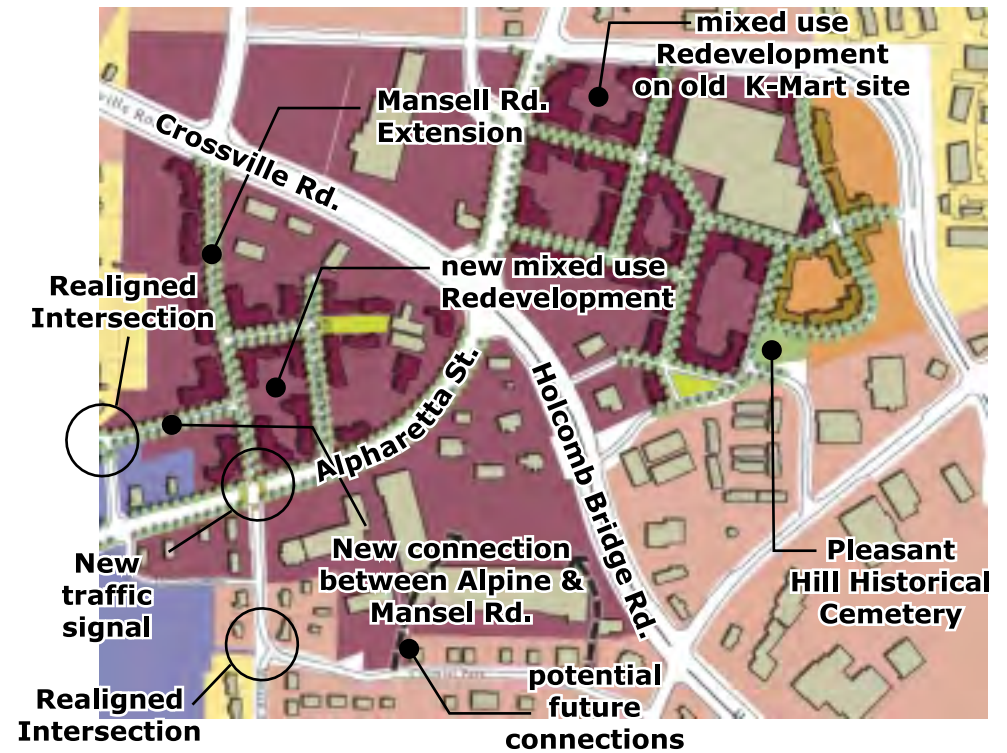 mixed use
Redevelopment
on old K-Mart site
Mansell Rd.
Extension
Crossville Rd.
new mixed use
Redevelopment
Realigned
Intersection
Alpharetta St.
Holcomb Bridge Rd.
New
traffic
signal
New connection
between Alpine &
Mansel Rd.
Pleasant
Hill Historical
Cemetery
Realigned
Intersection
potential
future
connections